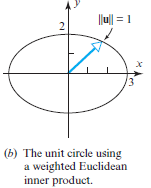 y
||u|| = 1
2
x
3
(b) The unit circle using
a weighted Euclidean
inner product.